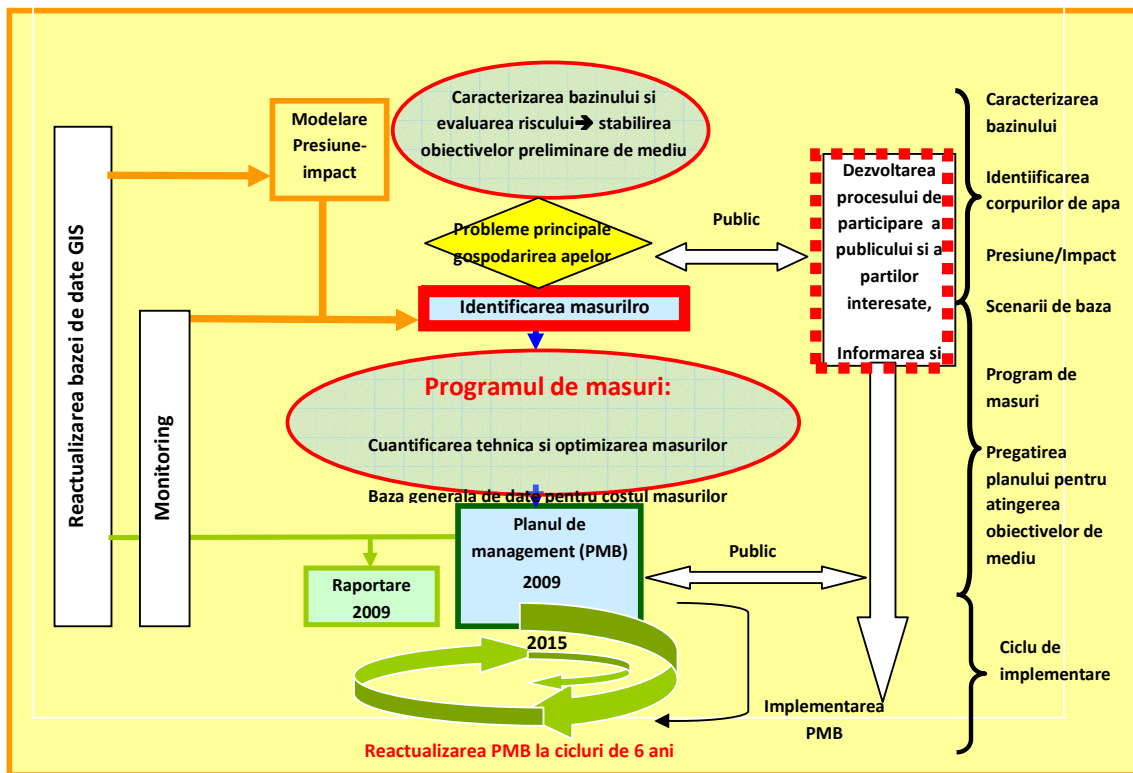 Reactualizarea bazei de date GIS
Monitoring
Modelare
Presiune-
impact
Caracterizarea bazinului si
evaluarea riscului➔ stabilirea
obiectivelor preliminare de mediu
Probleme principale
gospodarirea apelor
Public
Identificarea masurilro
Dezvoltarea
procesului de
participare a
publicului si a
partilor
interesate,
Informarea si
Programul de masuri:
Cuantificarea tehnica si optimizarea masurilor
Baza generala de date pentru costul masurilor
Planul de
management (PMB)
2009
Public
Raportare
2009
2015
Implementarea
PMB
Reactualizarea PMB la cicluri de 6 ani
Caracterizarea
bazinului
Identiificarea
corpurilor de apa
Presiune/Impact
Scenarii de baza
Program de
masuri
Pregatirea
planului pentru
atingerea
obiectivelor de
mediu
Ciclu de
implementare